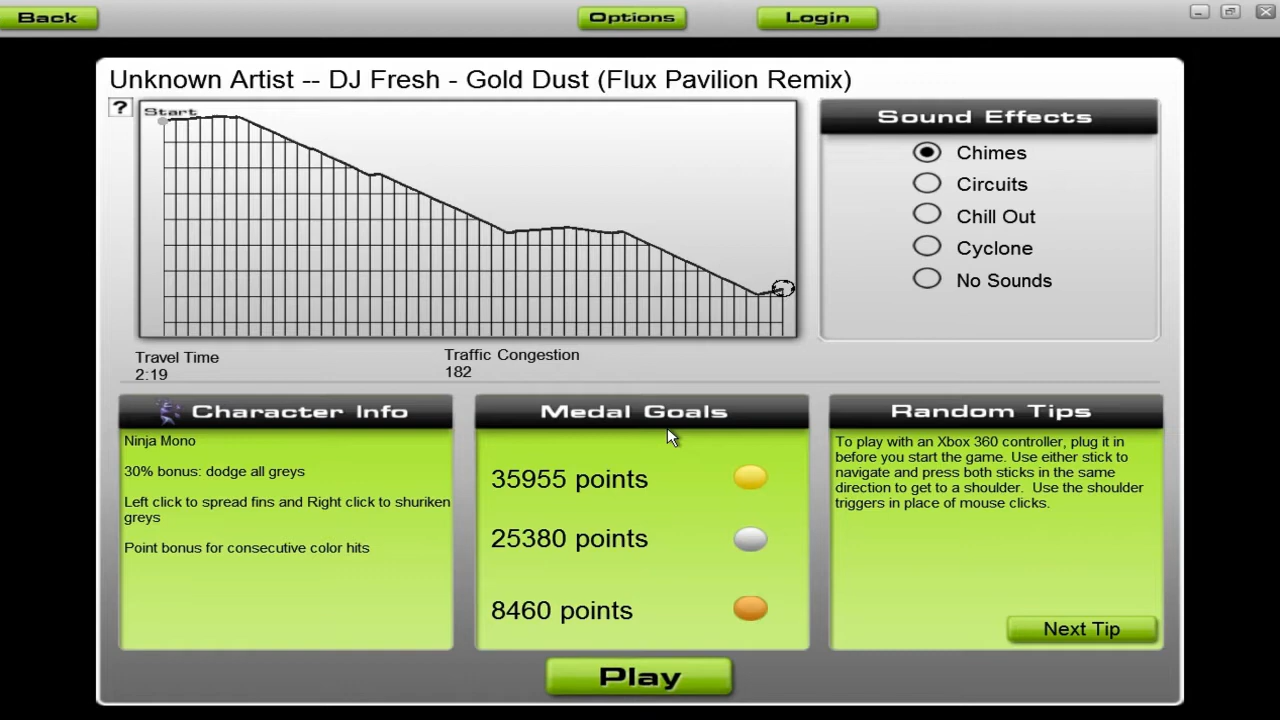 Back
Options
Login
Unknown Artist -- DJ Fresh - Gold Dust (Flux Pavilion Remix)
?
Start
Sound Effects
Chimes
Circuits
Chill Out
Cyclone
No Sounds
Travel Time
2:19
Traffic Congestion
182
Character Info
Ninja Mono
30% bonus: dodge all greys
Left click to spread fins and Right click to shuriken
greys
Point bonus for consecutive color hits
Medal Goals
35955 points
25380 points
8460 points
Random Tips
To play with an Xbox 360 controller, plug it in
before you start the game. Use either stick to
navigate and press both sticks in the same
direction to get to a shoulder.  Use the shoulder
triggers in place of mouse clicks.
Next Tip
Play